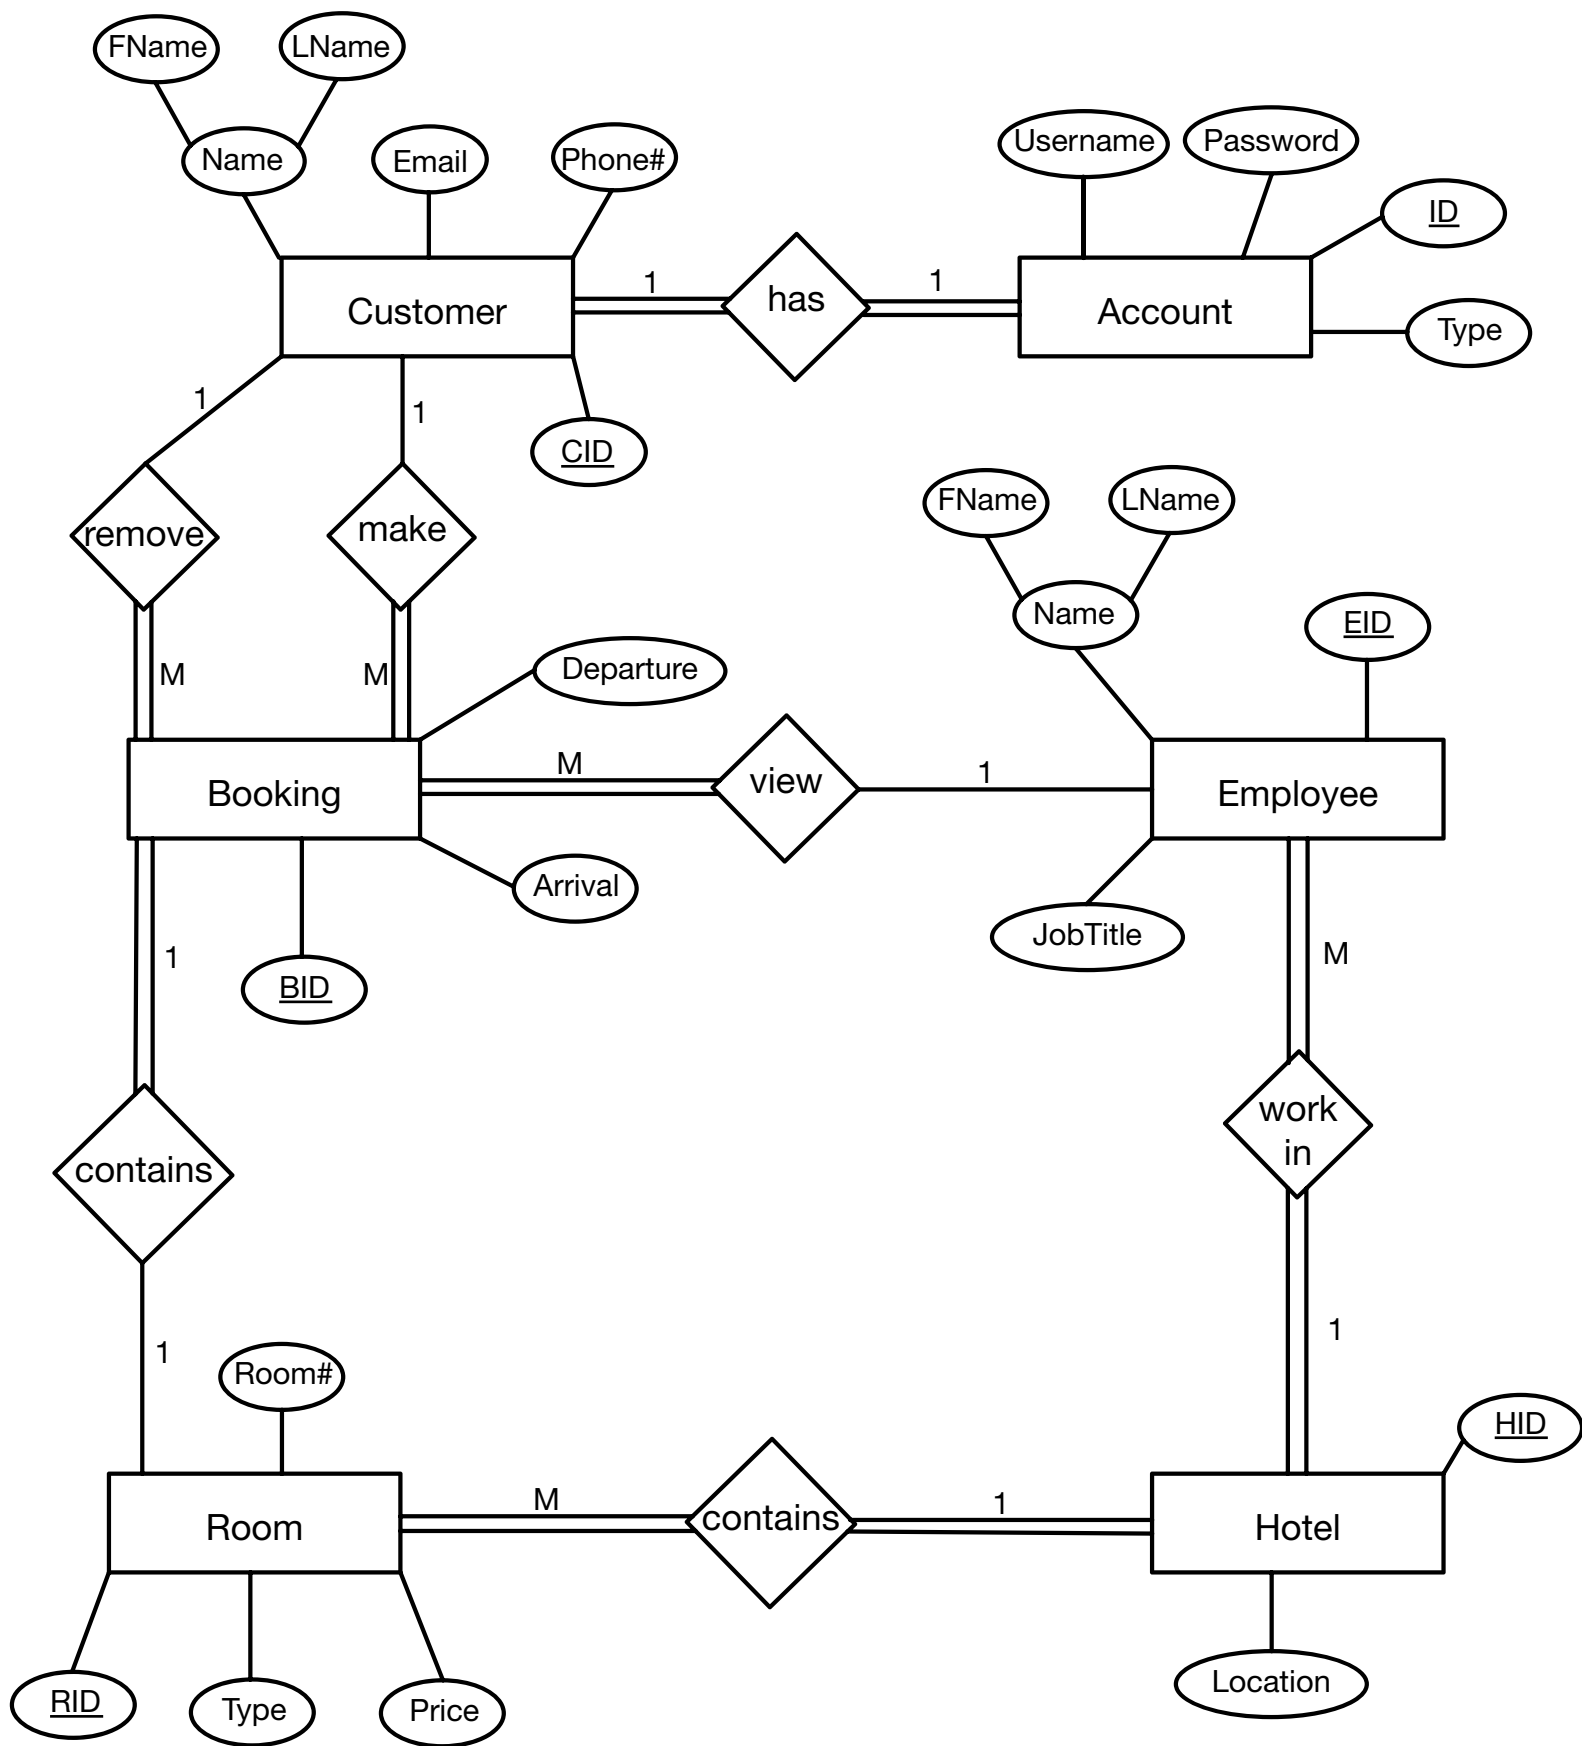 FName
LName
Name
Email
Phone#
Username
Password
ID
Customer
1
has
1
Account
Type
1
1
CID
remove
make
FName
LName
Name
EID
M
M
Departure
Booking
M
view
1
Employee
Arrival
JobTitle
1
BID
M
contains
work
in
1
1
Room#
HID
Room
M
contains
1
Hotel
RID
Type
Price
Location